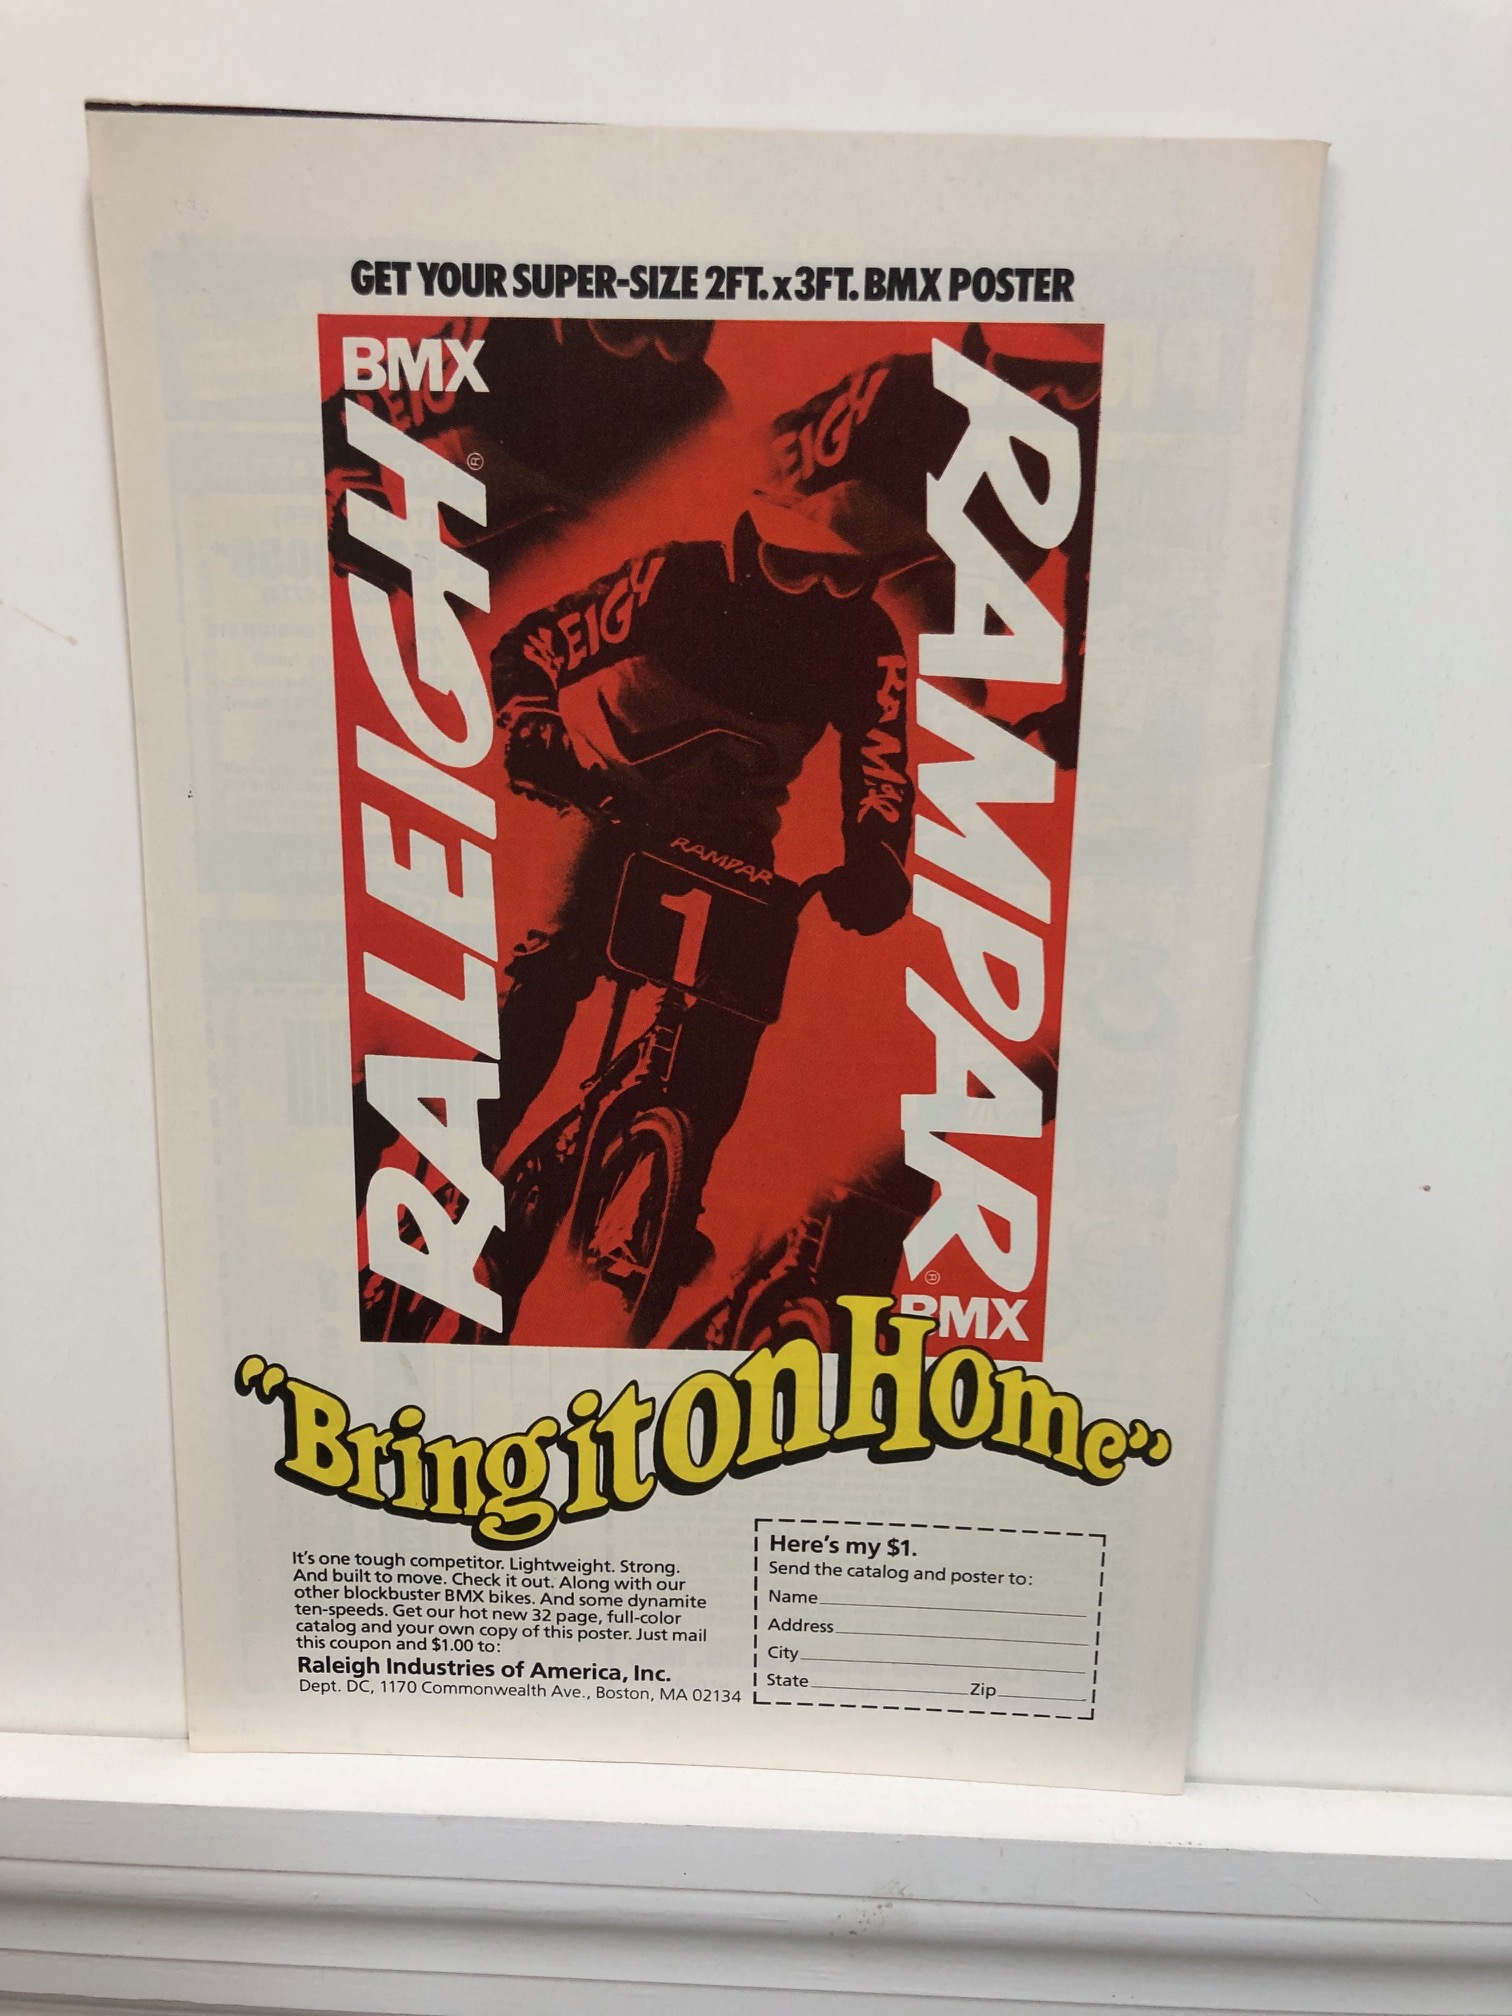 GET YOUR SUPER-SIZE 2FT. x 3FT. BMX POSTER
BMX
RALEIGH®
RAMPAR®
BMX
EIGH
EIGH
RAMPAR
1
"Bring it on Home"
It's one tough competitor. Lightweight. Strong.
And built to move. Check it out. Along with our
other blockbuster BMX bikes. And some dynamite
ten-speeds. Get our hot new 32 page, full-color
catalog and your own copy of this poster. Just mail
this coupon and $1.00 to:
Raleigh Industries of America, Inc.
Dept. DC, 1170 Commonwealth Ave., Boston, MA 02134
Here's my $1.
Send the catalog and poster to:
Name
Address
City
State Zip